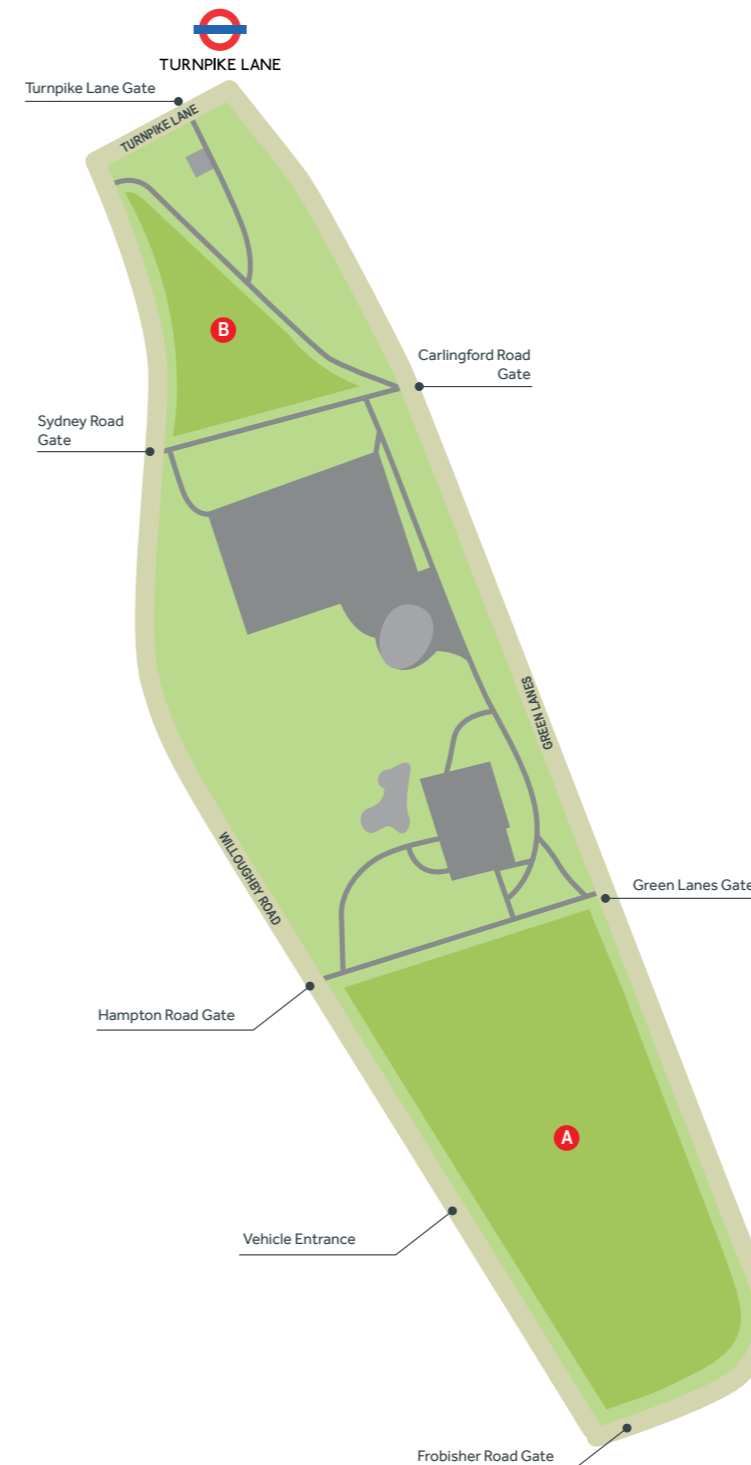 TURNPIKE LANE
Turnpike Lane Gate
TURNPIKE LANE
B
Carlingford Road
Gate
Sydney Road
Gate
GREEN LANES
WILLOUGHBY ROAD
Green Lanes Gate
Hampton Road Gate
A
Vehicle Entrance
Frobisher Road Gate